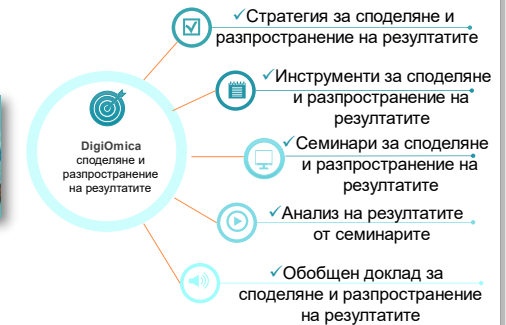 ✓Стратегия за споделяне и
разпространение на резултатите
✓Инструменти за споделяне
и разпространение на
резултатите
DigiOmica
споделяне и
разпространение
на резултатите
✓Семинари за споделяне
и разпространение на
резултатите
✓Анализ на резултатите
от семинарите
✓Обобщен доклад за
споделяне и разпространение
на резултатите